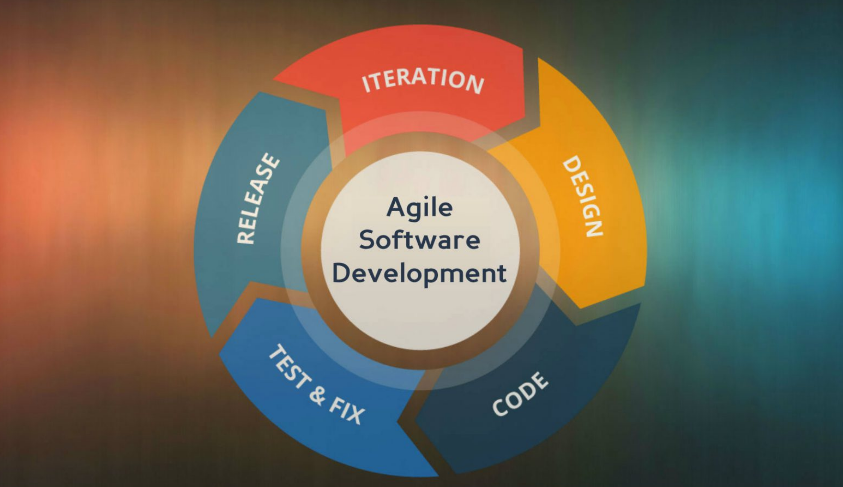 ITERATION
DESIGN
CODE
TEST & FIX
RELEASE
Agile
Software
Development